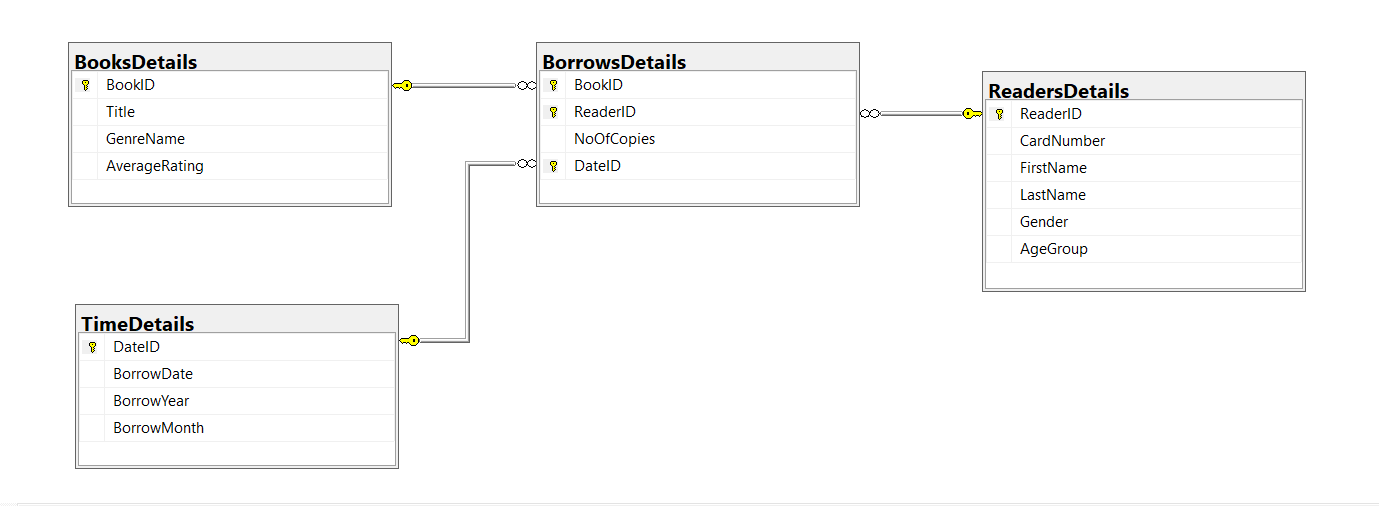 BooksDetails
BookID
Title
GenreName
AverageRating
BorrowsDetails
BookID
ReaderID
NoOfCopies
DateID
ReadersDetails
ReaderID
CardNumber
FirstName
LastName
Gender
AgeGroup
TimeDetails
DateID
BorrowDate
BorrowYear
BorrowMonth